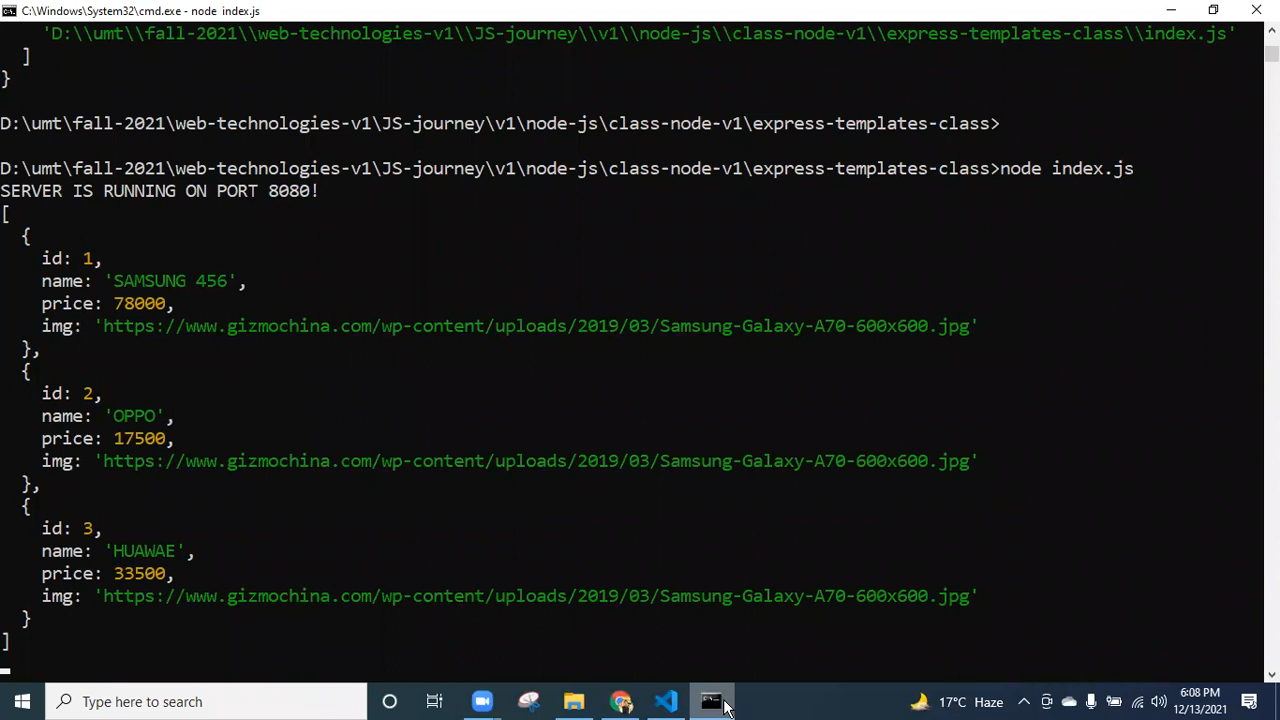 C:\Windows\System32\cmd.exe - node index.js
'D:\\umt\\fall-2021\\web-technologies-v1\\JS-journey\\v1\\node-js\\class-node-v1\\express-templates-class\\index.js'
]
}
D:\umt\fall-2021\web-technologies-v1\JS-journey\v1\node-js\class-node-v1\express-templates-class>
D:\umt\fall-2021\web-technologies-v1\JS-journey\v1\node-js\class-node-v1\express-templates-class>node index.js
SERVER IS RUNNING ON PORT 8080!
[
{
id: 1,
name: 'SAMSUNG 456',
price: 78000,
img: 'https://www.gizmochina.com/wp-content/uploads/2019/03/Samsung-Galaxy-A70-600x600.jpg'
},
{
id: 2,
name: 'OPPO',
price: 17500,
img: 'https://www.gizmochina.com/wp-content/uploads/2019/03/Samsung-Galaxy-A70-600x600.jpg'
},
{
id: 3,
name: 'HUAWAE',
price: 33500,
img: 'https://www.gizmochina.com/wp-content/uploads/2019/03/Samsung-Galaxy-A70-600x600.jpg'
}
]
Type here to search
17°C Haze
6:08 PM
12/13/2021